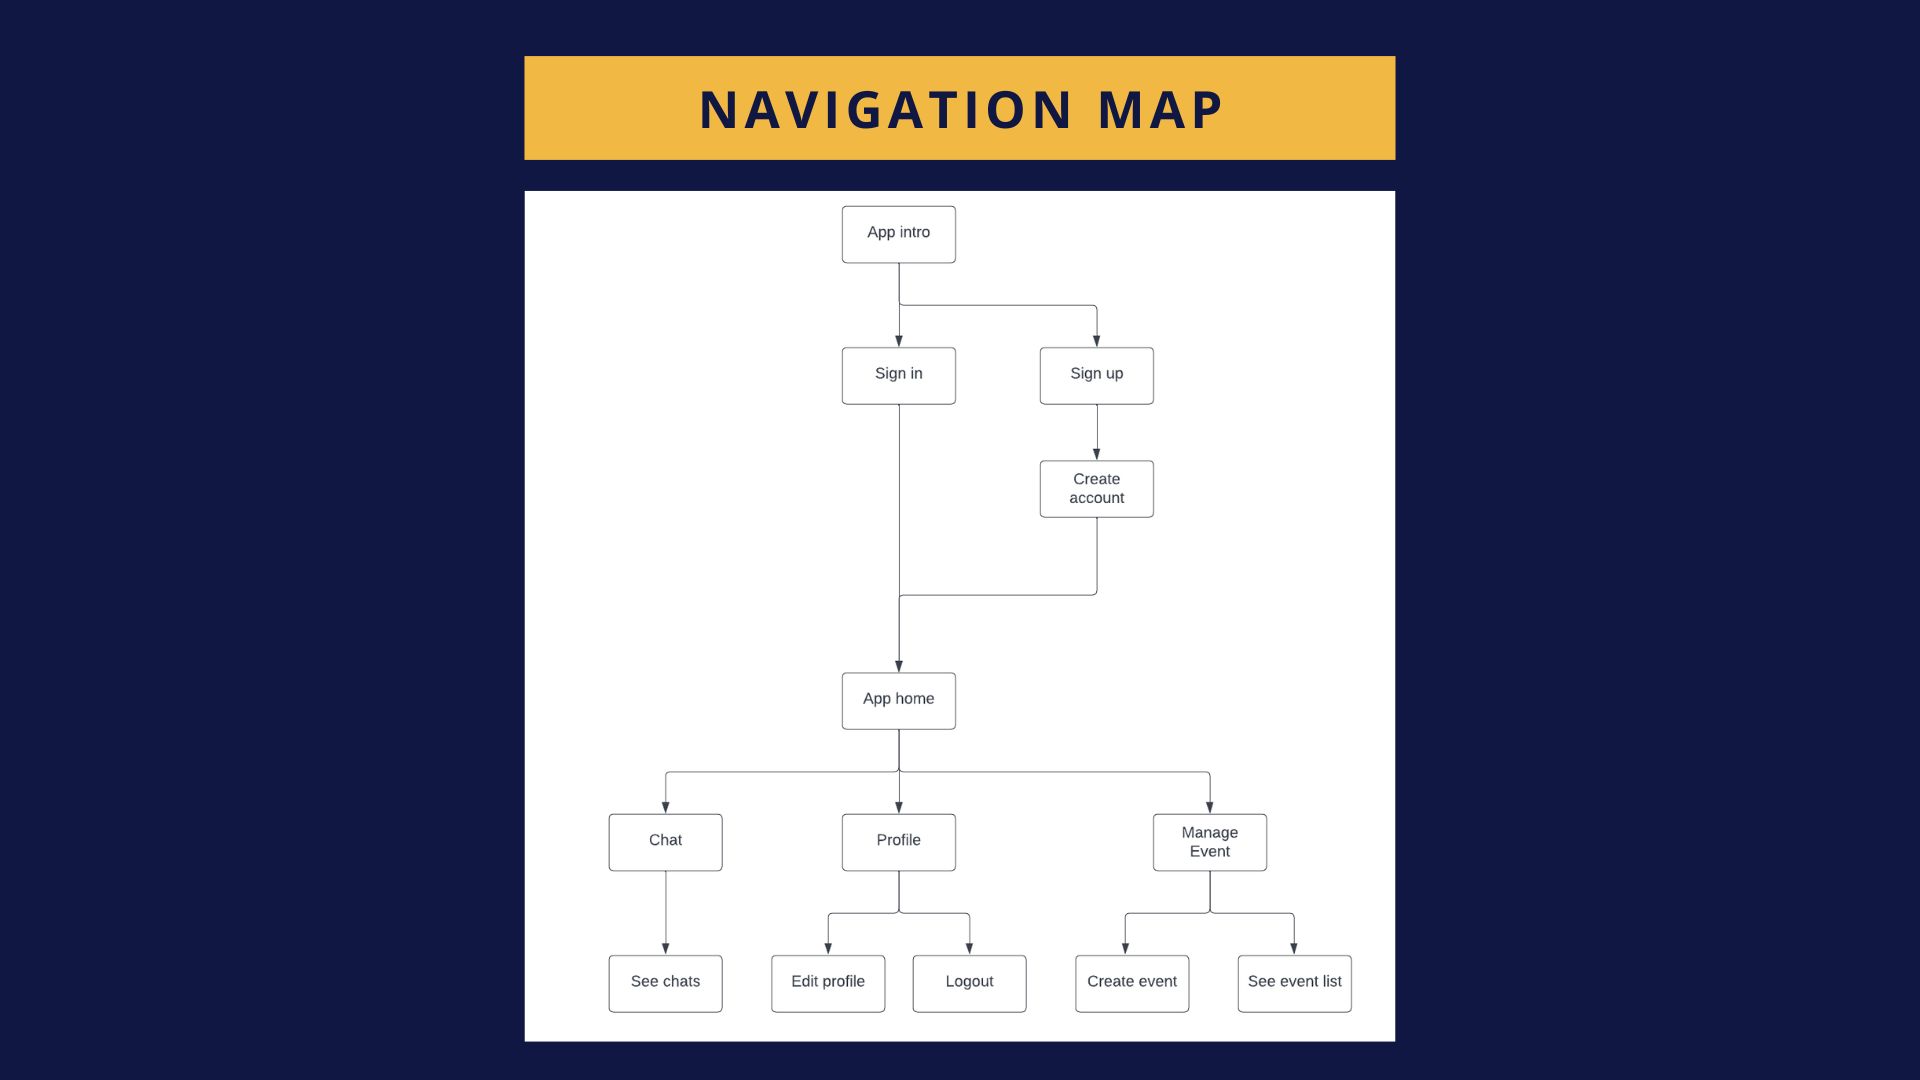 NAVIGATION MAP
App intro
Sign in
Sign up
Create
account
App home
Chat
Profile
Manage
Event
See chats
Edit profile
Logout
Create event
See event list